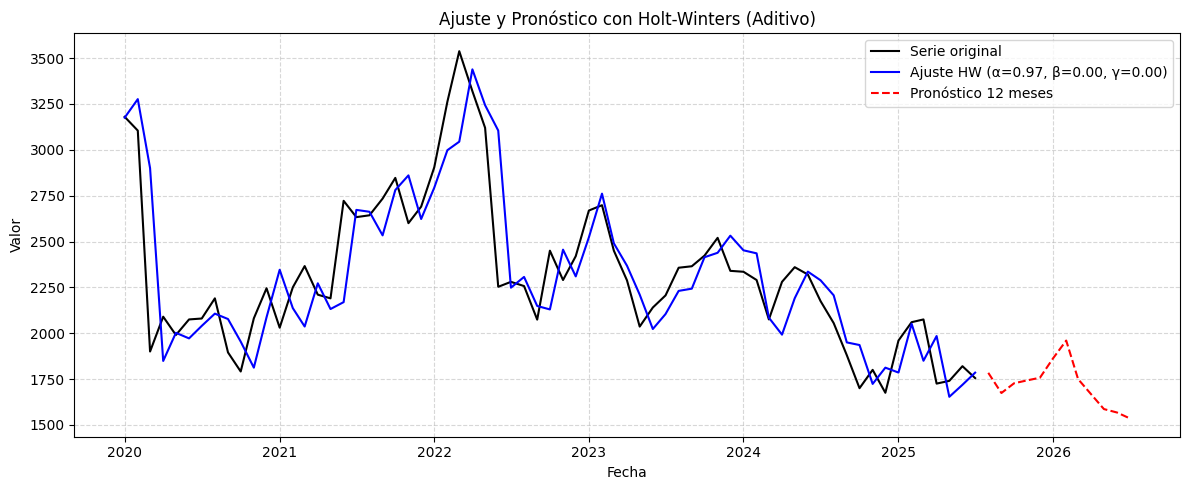 Ajuste y Pronóstico con Holt-Winters (Aditivo)
Serie original
Ajuste HW (α=0.97, β=0.00, γ=0.00)
Pronóstico 12 meses
Valor
3500
3250
3000
2750
2500
2250
2000
1750
1500
2020
2021
2022
2023
2024
2025
2026
Fecha